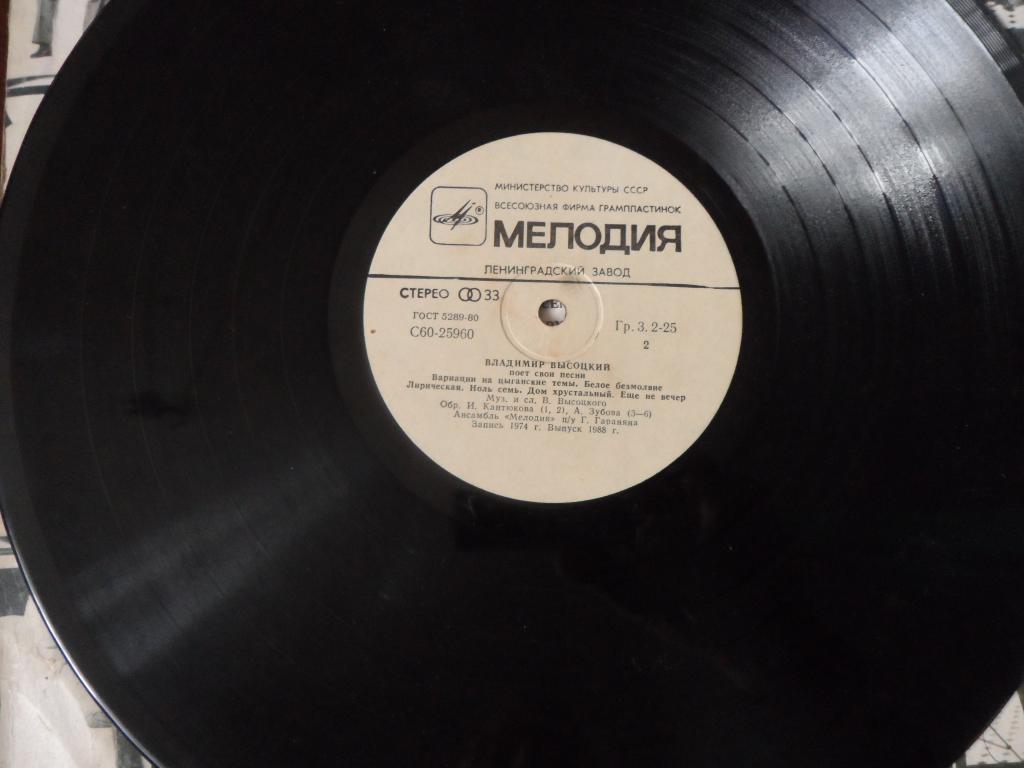 МИНИСТЕРСТВО КУЛЬТУРЫ СССР
ВСЕСОЮЗНАЯ ФИРМА ГРАМПЛАСТИНОК
®
МЕЛОДИЯ
ЛЕНИНГРАДСКИЙ ЗАВОД
СТЕРЕО 33
ГОСТ 5289-80
С60-25960
Гр. 3. 2-25
2
ВЛАДИМИР ВЫСОЦКИЙ
поет свои песни
Вариации на цыганские темы. Белое безмолвие
Лирическая. Ноль семь. Дом хрустальный. Еще не вечер
Муз. и сл. В. Высоцкого
Обр. И. Кантюкова (1, 2), А. Зубова (3—6)
Ансамбль «Мелодия» п/у Г. Гараняна
Запись 1974 г. Выпуск 1988 г.